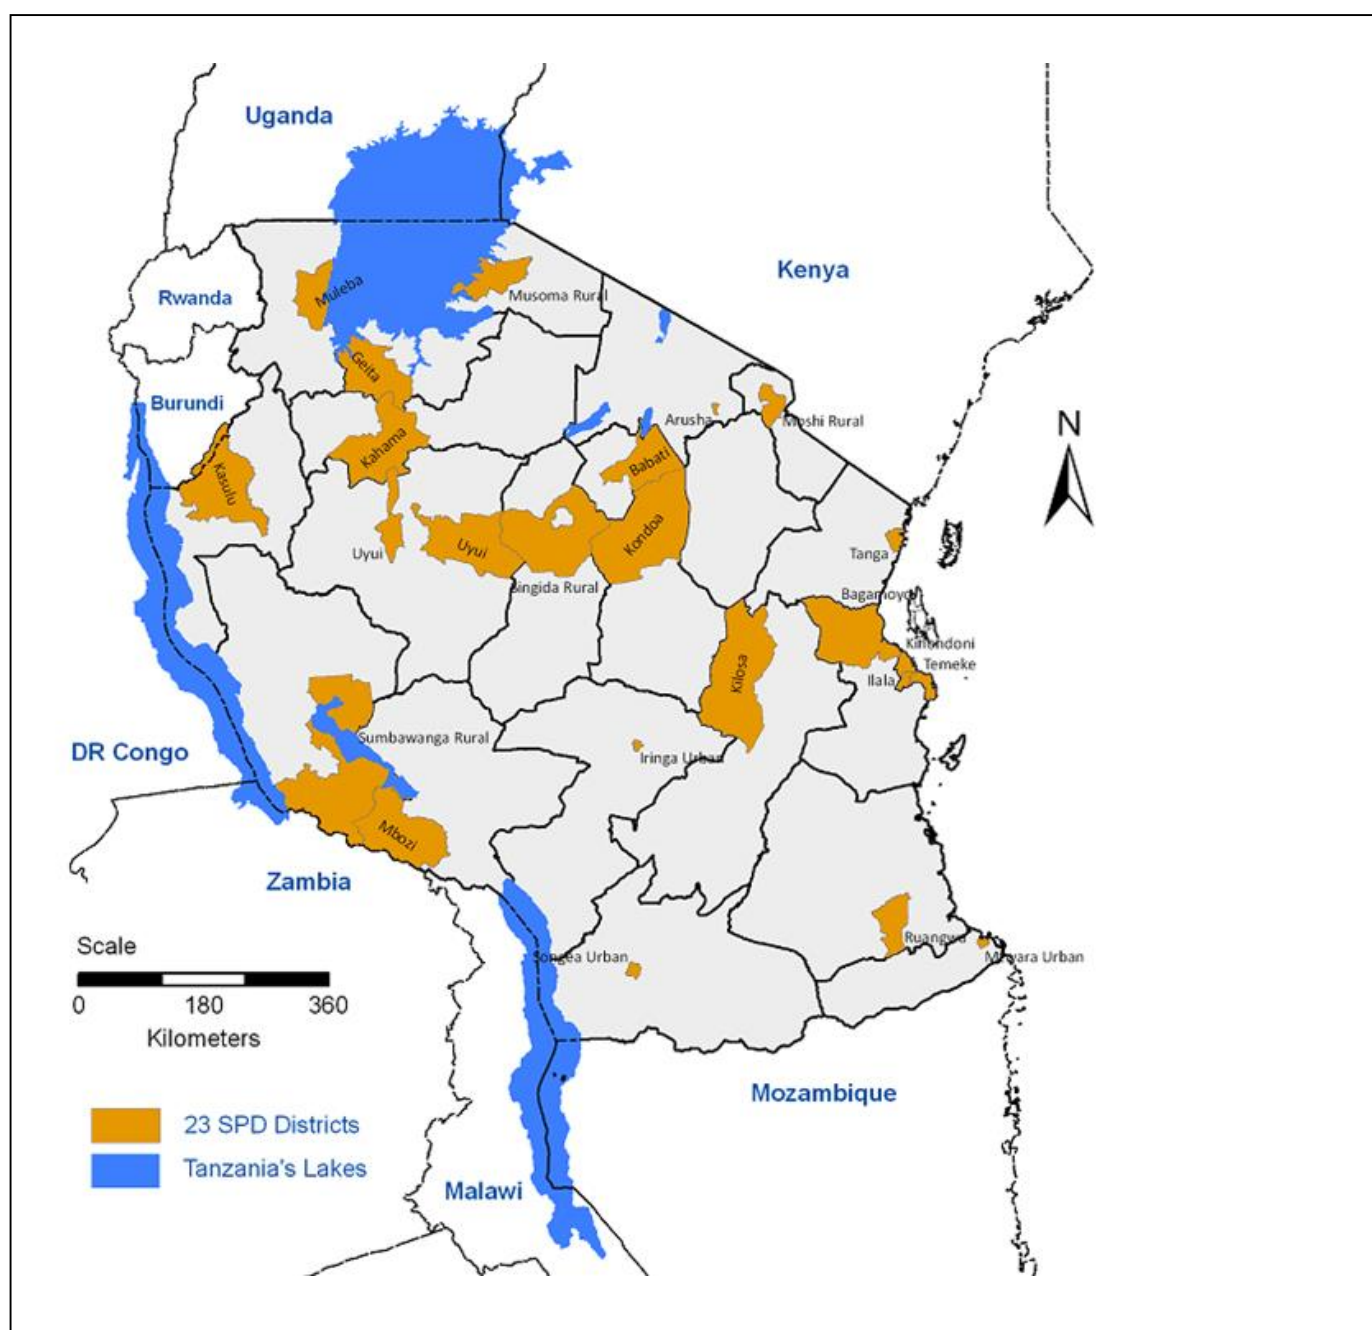 Uganda
Kenya
Rwanda
Muleba
Musoma Rural
Geita
Burundi
Arusha
Moshi Rural
N
Kahama
Babati
Kasulu
Uyui
Uyui
Kondoa
Tanga
Singida Rural
Bagamoyo
Kinondoni
Temeke
Ilala
Kilosa
Sumbawanga Rural
DR Congo
Iringa Urban
Mbozi
Zambia
Ruangwa
Scale
Songea Urban
Mtwara Urban
0 180 360
Kilometers
Mozambique
23 SPD Districts
Tanzania's Lakes
Malawi